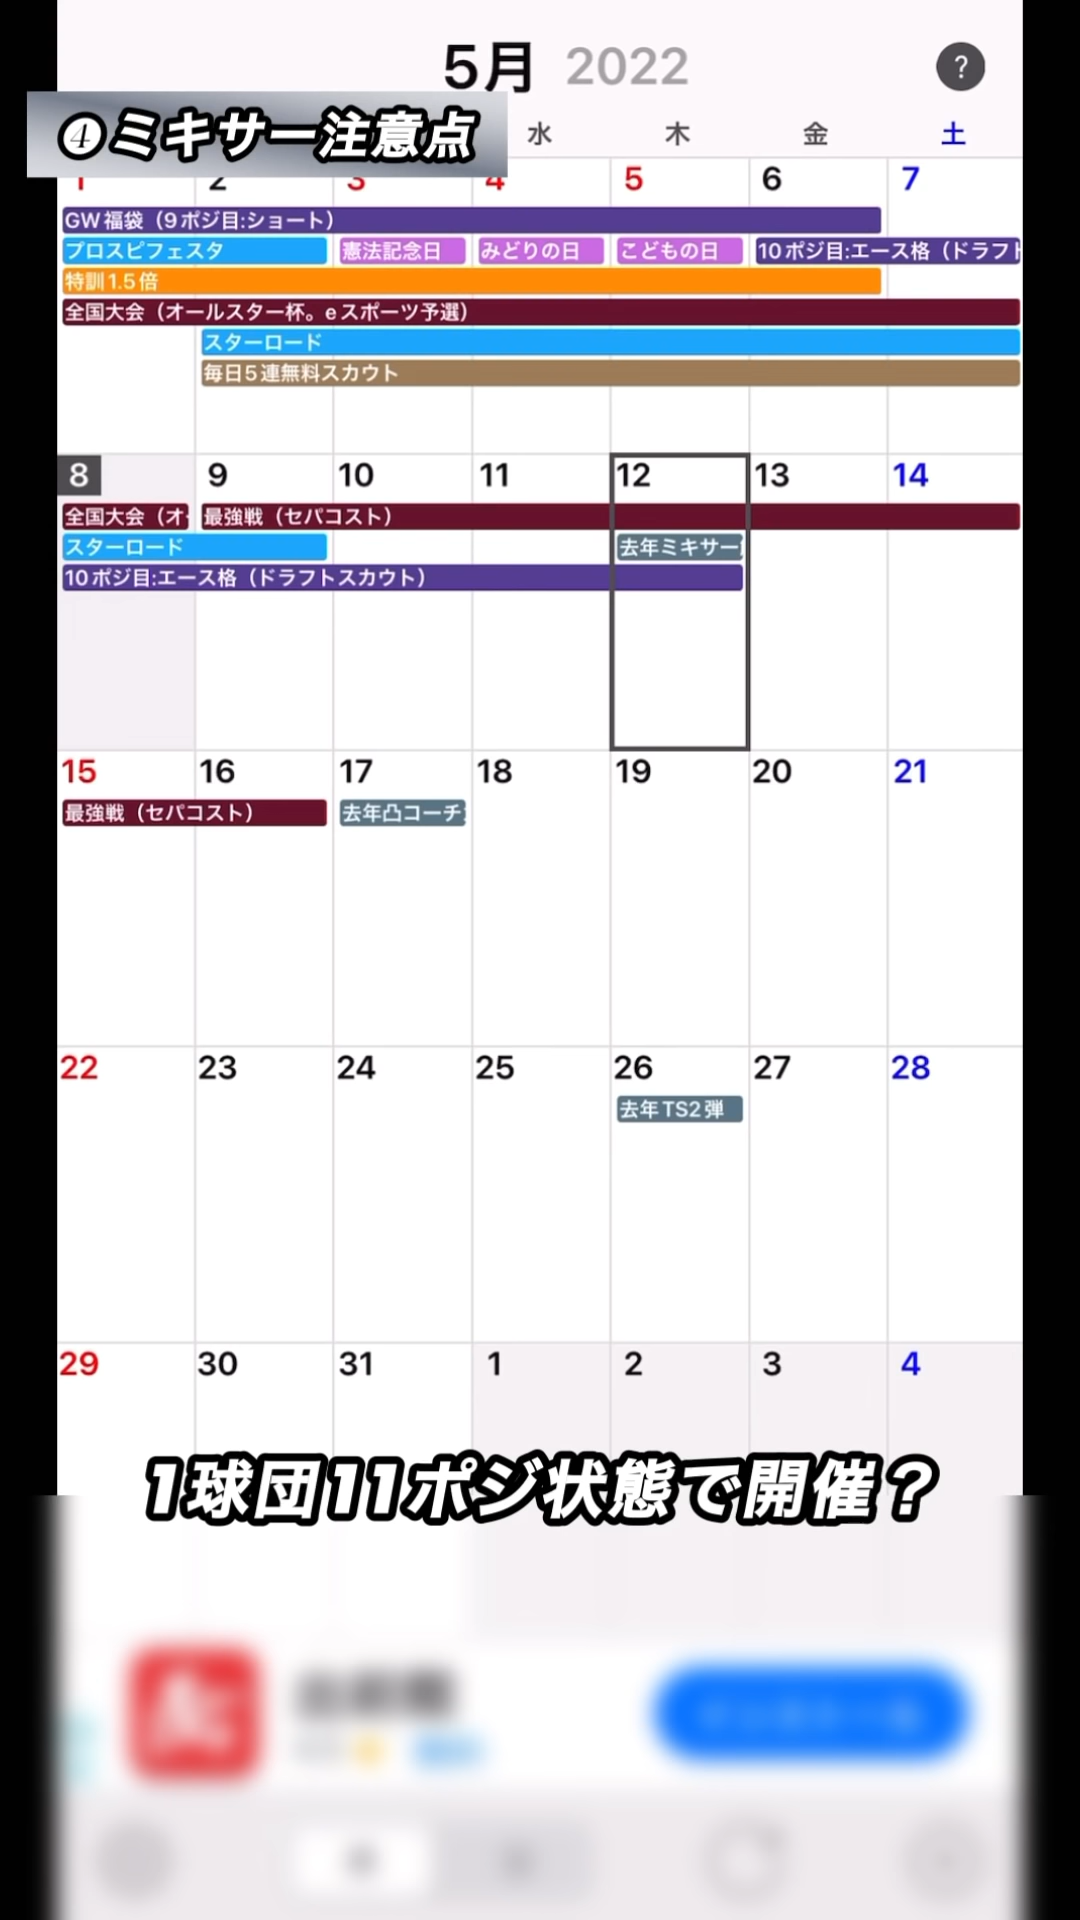 5月 2022
?
❹ミキサー注意点
水 木 金 土
1 2 3 4 5 6 7
GW福袋（9ポジ目:ショート）
プロスピフェスタ 憲法記念日 みどりの日 こどもの日 10ポジ目:エース格（ドラフト
特訓1.5倍
全国大会（オールスター杯。eスポーツ予選）
スターロード
毎日5連無料スカウト
8 9 10 11 12 13 14
全国大会（オ 最強戦（セパコスト）
スターロード 去年ミキサー
10ポジ目:エース格（ドラフトスカウト）
15 16 17 18 19 20 21
最強戦（セパコスト） 去年凸コーチ
22 23 24 25 26 27 28
去年TS2弾
29 30 31 1 2 3 4
1球団11ポジ状態で開催？